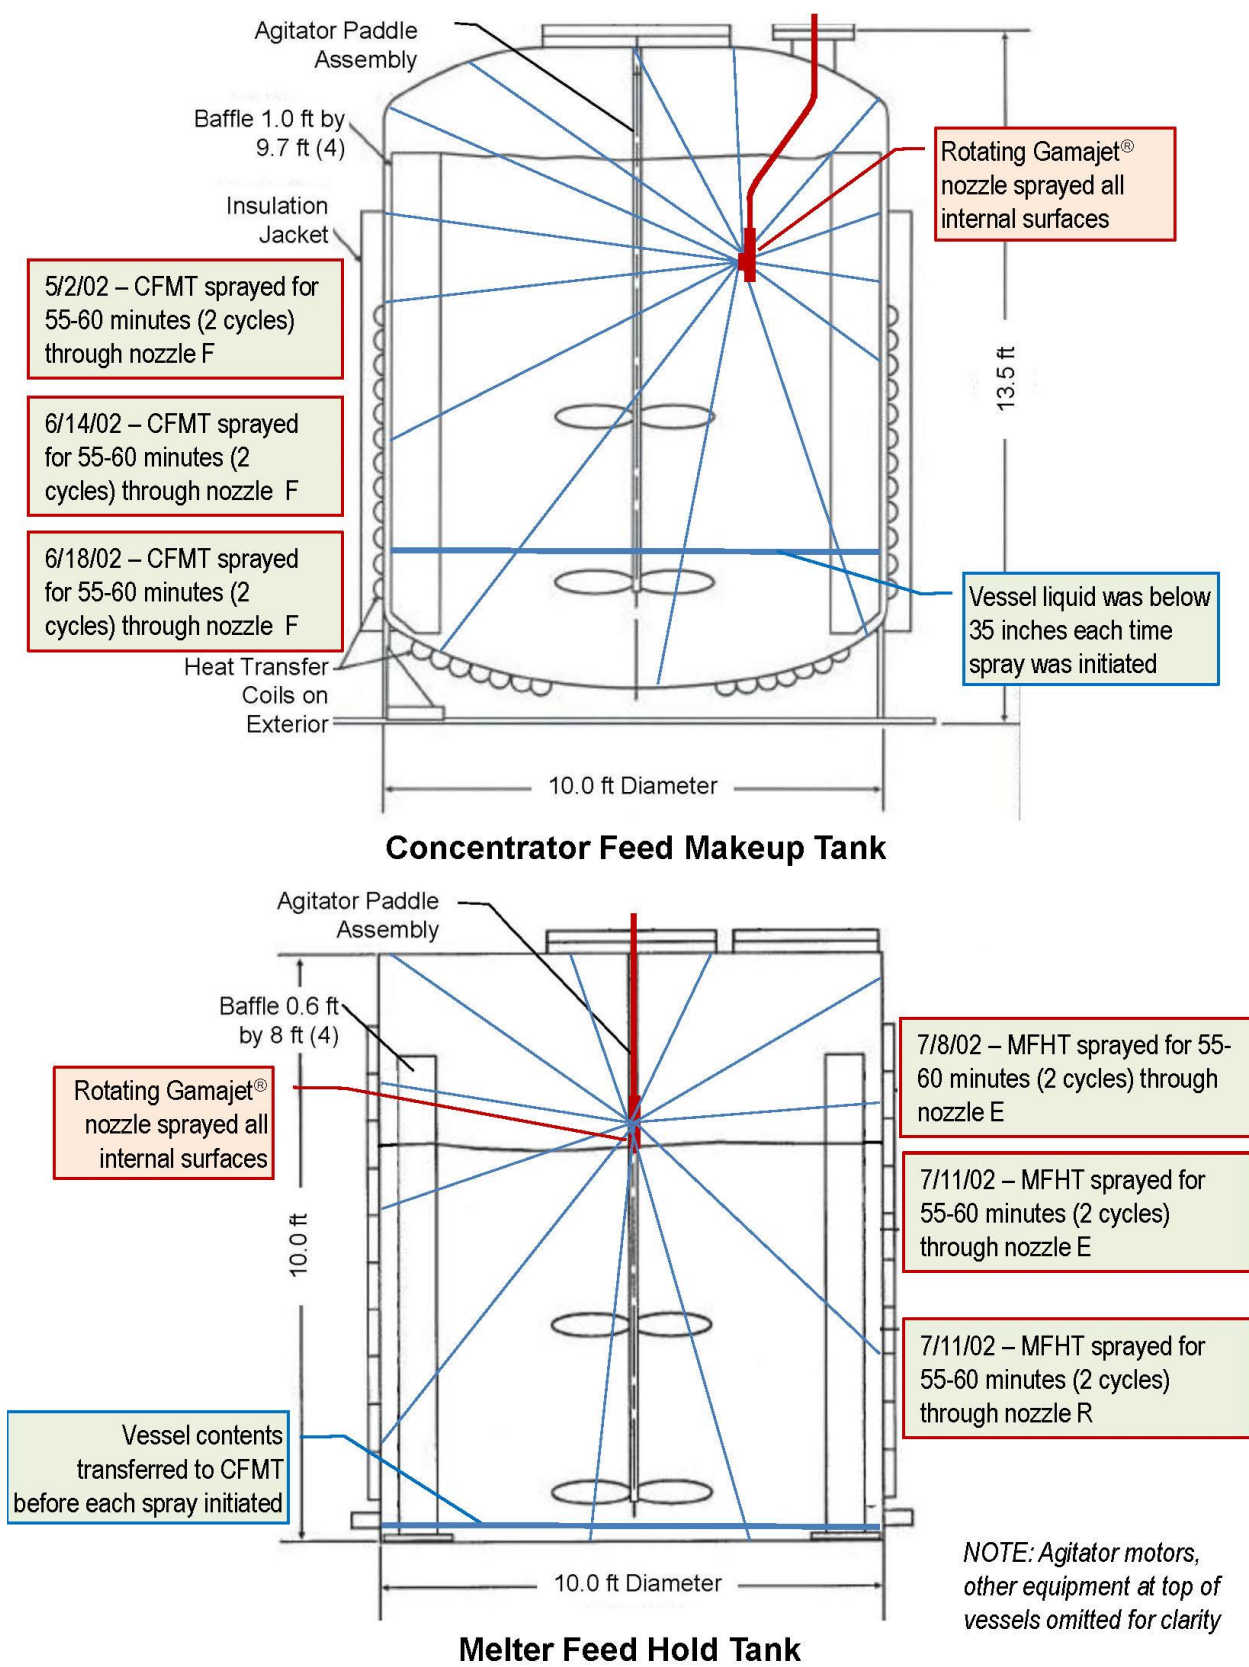 Agitator Paddle
Assembly
Baffle 1.0 ft by
9.7 ft (4)
Insulation
Jacket
Rotating Gamajet®
nozzle sprayed all
internal surfaces
5/2/02 – CFMT sprayed for
55-60 minutes (2 cycles)
through nozzle F
6/14/02 – CFMT sprayed
for 55-60 minutes (2
cycles) through nozzle F
6/18/02 – CFMT sprayed
for 55-60 minutes (2
cycles) through nozzle F
13.5 ft
Vessel liquid was below
35 inches each time
spray was initiated
Heat Transfer
Coils on
Exterior
10.0 ft Diameter
Concentrator Feed Makeup Tank
Agitator Paddle
Assembly
Baffle 0.6 ft
by 8 ft (4)
Rotating Gamajet®
nozzle sprayed all
internal surfaces
7/8/02 – MFHT sprayed for 55-
60 minutes (2 cycles) through
nozzle E
7/11/02 – MFHT sprayed for
55-60 minutes (2 cycles)
through nozzle E
10.0 ft
7/11/02 – MFHT sprayed for
55-60 minutes (2 cycles)
through nozzle R
Vessel contents
transferred to CFMT
before each spray initiated
10.0 ft Diameter
NOTE: Agitator motors,
other equipment at top of
vessels omitted for clarity
Melter Feed Hold Tank